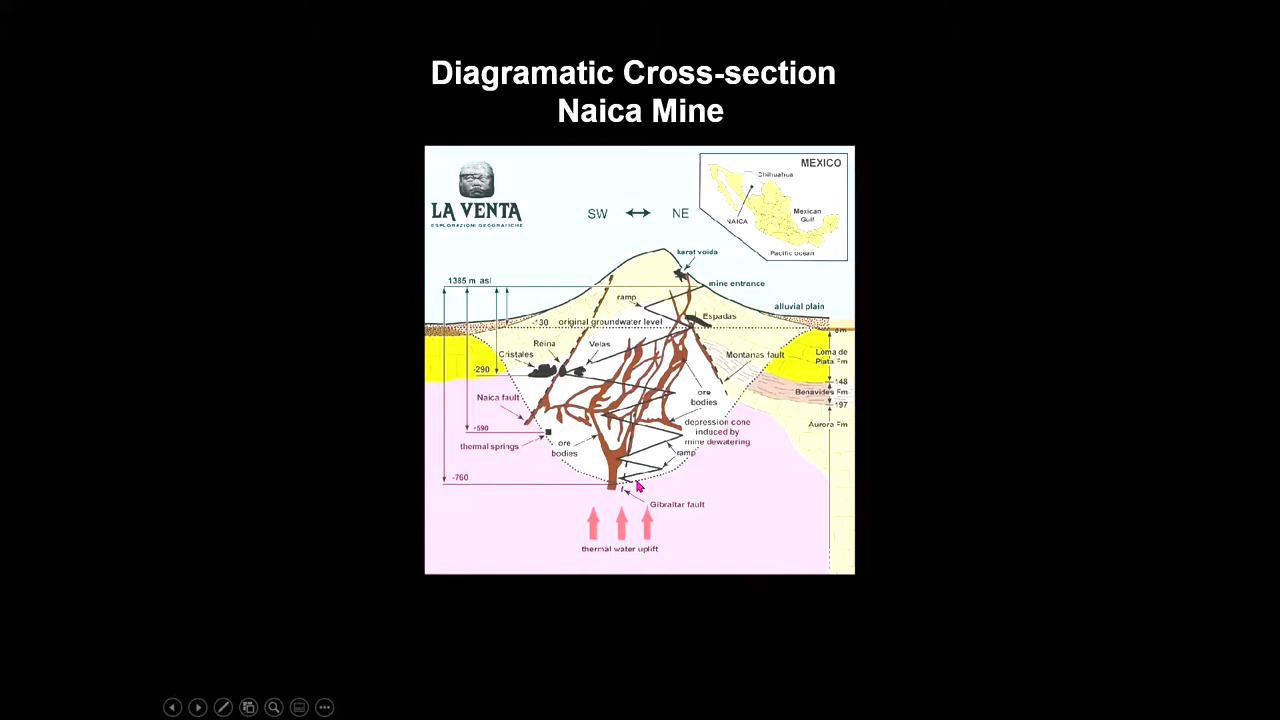 Diagramatic Cross-section
Naica Mine
LA VENTA
ESPLORAZIONI GEOGRAFICHE
SW
NE
MEXICO
Chihuahua
NAICA
Mexican
Gulf
Pacific ocean
karst voids
1385 m asl
mine entrance
ramp
alluvial plain
-130
original groundwater level
Espadas
0m
Reina
Velas
Cristales
Montanas fault
Loma de
Plata Fm
-290
-148
Benavides Fm
-197
Naica fault
ore
bodies
Aurora Fm
-590
depression cone
induced by
mine dewatering
thermal springs
ore
bodies
ramp
-760
Gibraltar fault
thermal water uplift